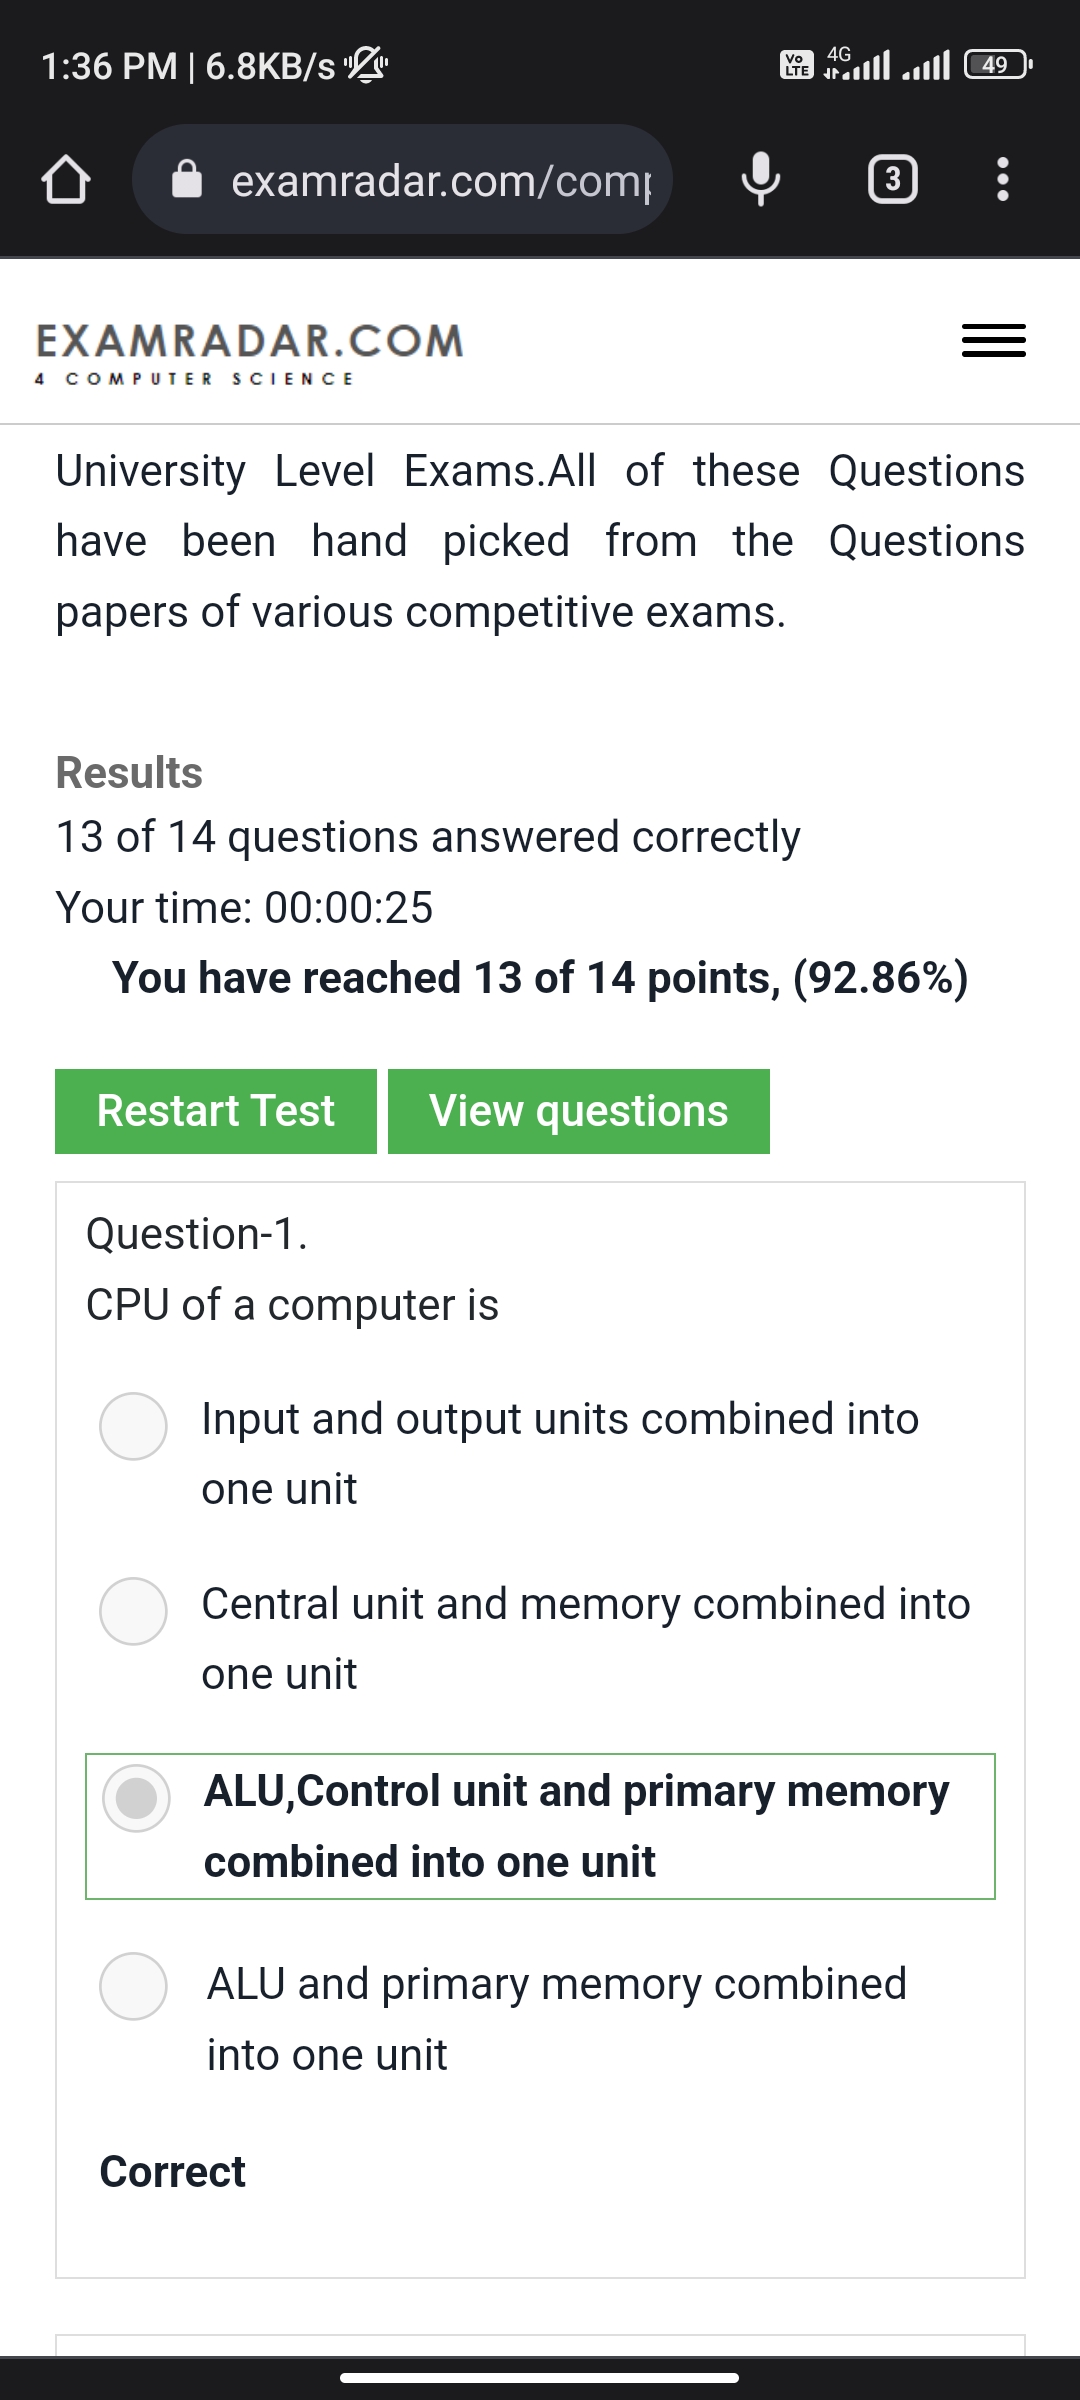 1:36 PM | 6.8KB/s
Vo LTE 4G 49
examradar.com/comp
3
EXAMRADAR.COM
4 COMPUTER SCIENCE
University Level Exams.All of these Questions
have been hand picked from the Questions
papers of various competitive exams.
Results
13 of 14 questions answered correctly
Your time: 00:00:25
You have reached 13 of 14 points, (92.86%)
Restart Test View questions
Question-1.
CPU of a computer is
Input and output units combined into
one unit
Central unit and memory combined into
one unit
ALU,Control unit and primary memory
combined into one unit
ALU and primary memory combined
into one unit
Correct